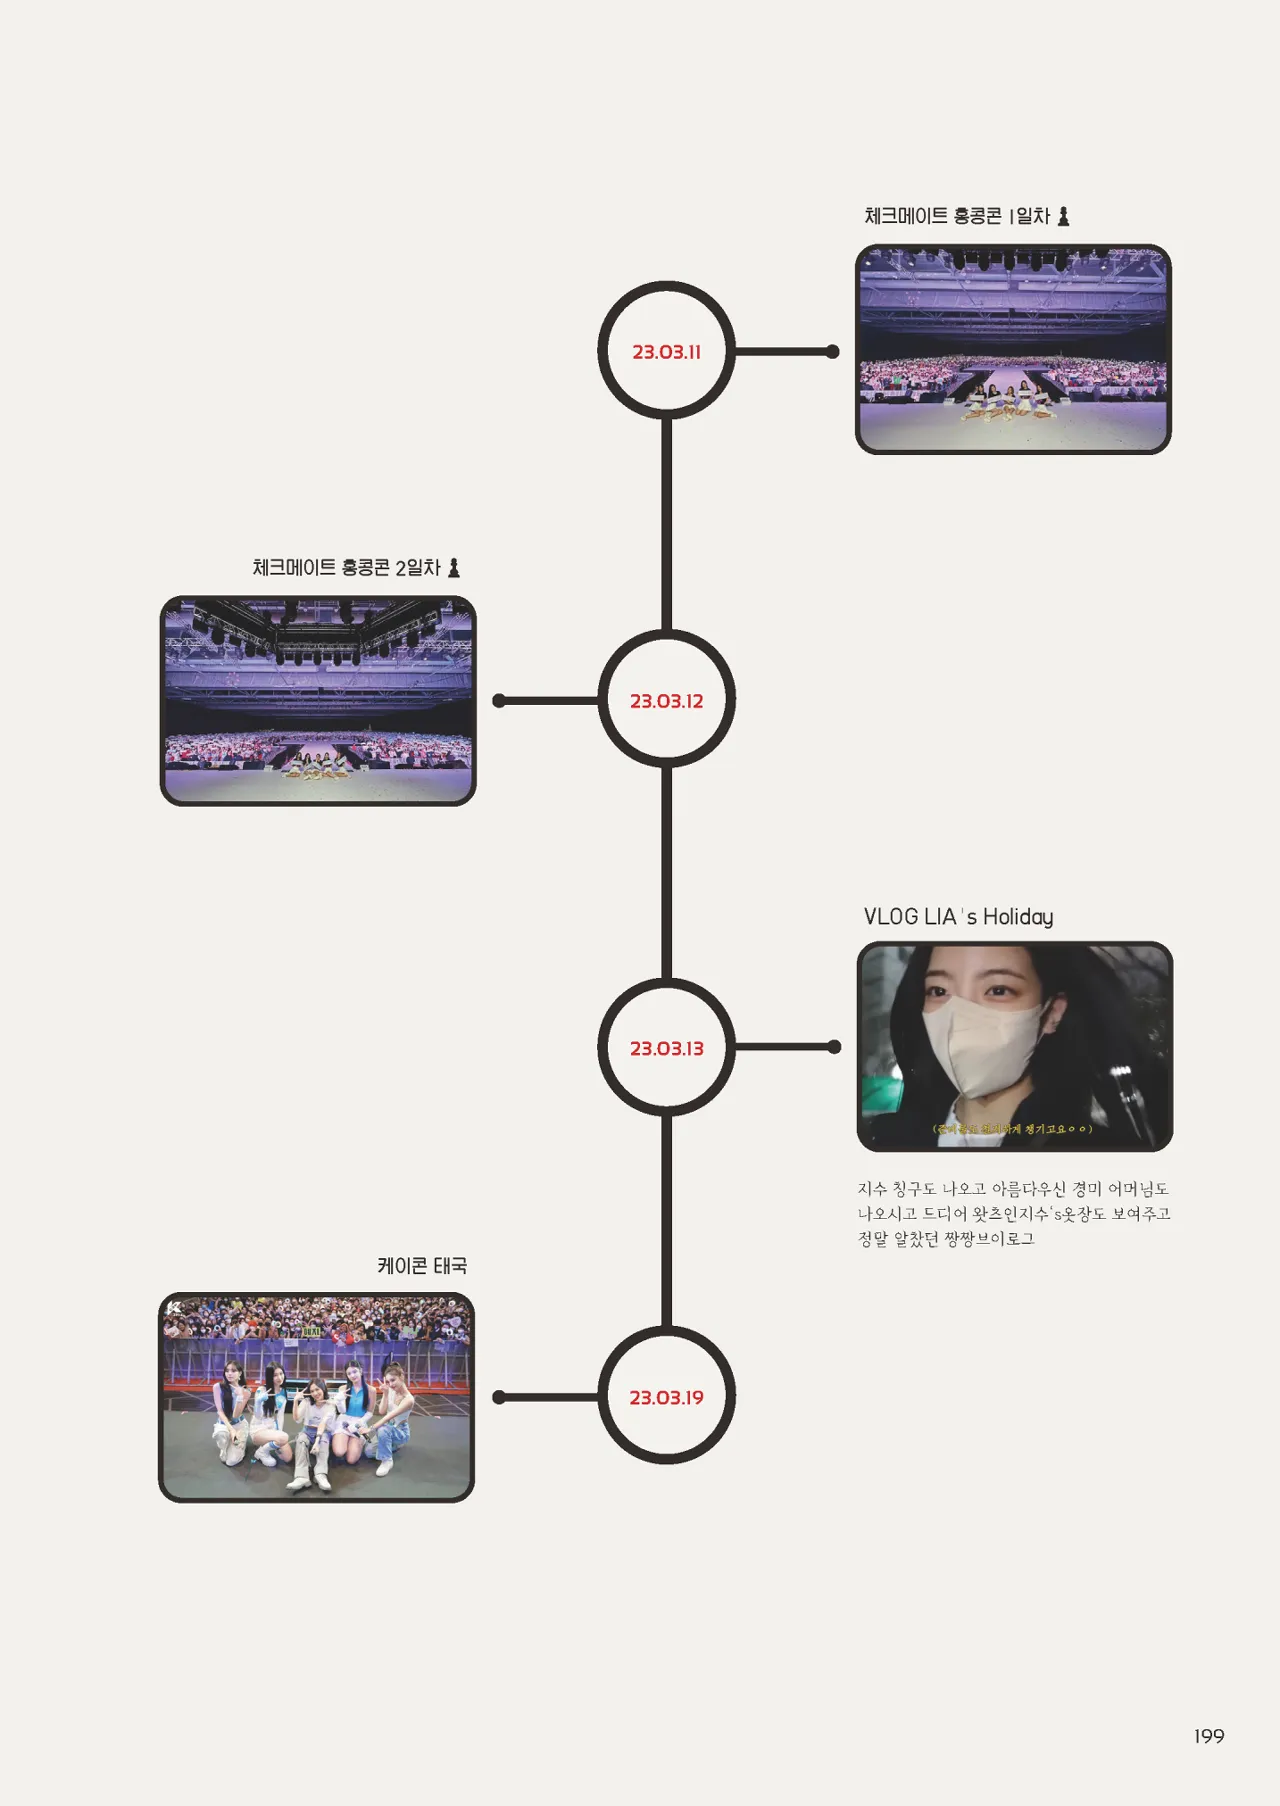 체크메이트 홍콩콘 1일차
23.03.11
체크메이트 홍콩콘 2일차
23.03.12
VLOG LIA's Holiday
23.03.13
챙기고요ㅇㅇ)
지수 칭구도 나오고 아름다우신 경미 어머님도
나오시고 드디어 왓츠인지수's옷장도 보여주고
정말 알찼던 짱짱브이로그
케이콘 태국
K
23.03.19
199